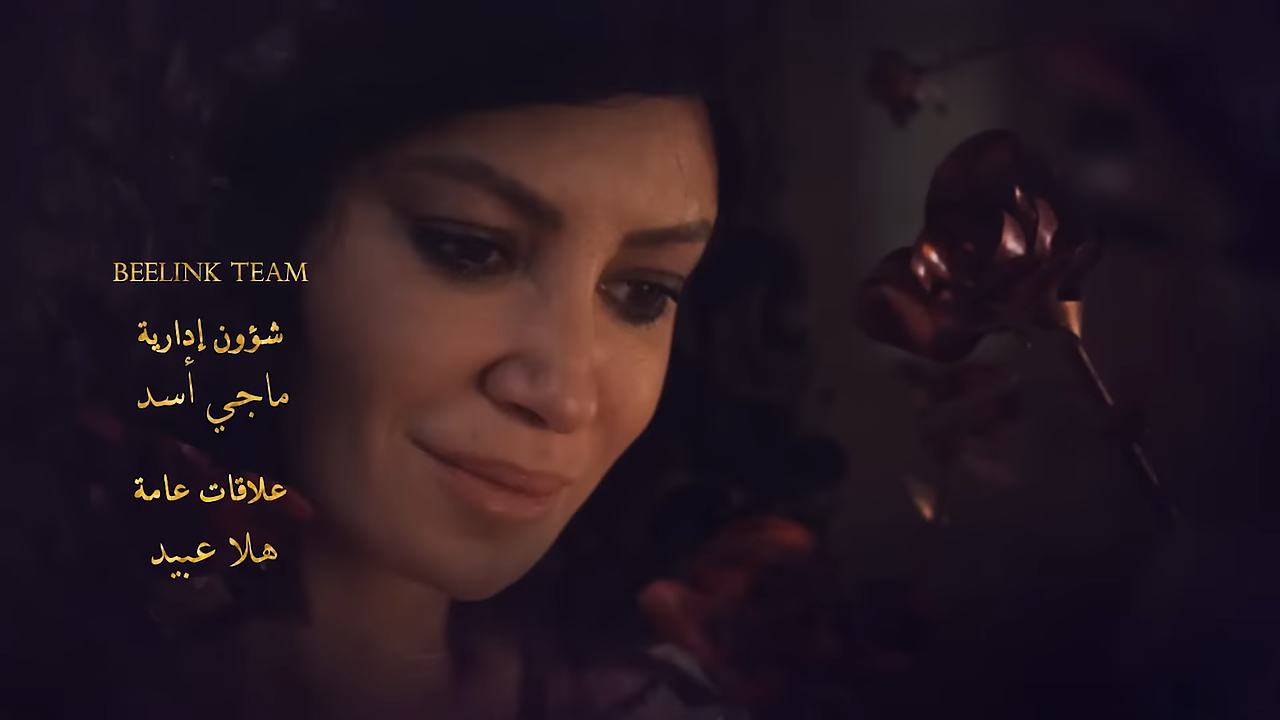 BEELINK TEAM
شؤون إدارية
ماجي أسد
علاقات عامة
هلا عبيد